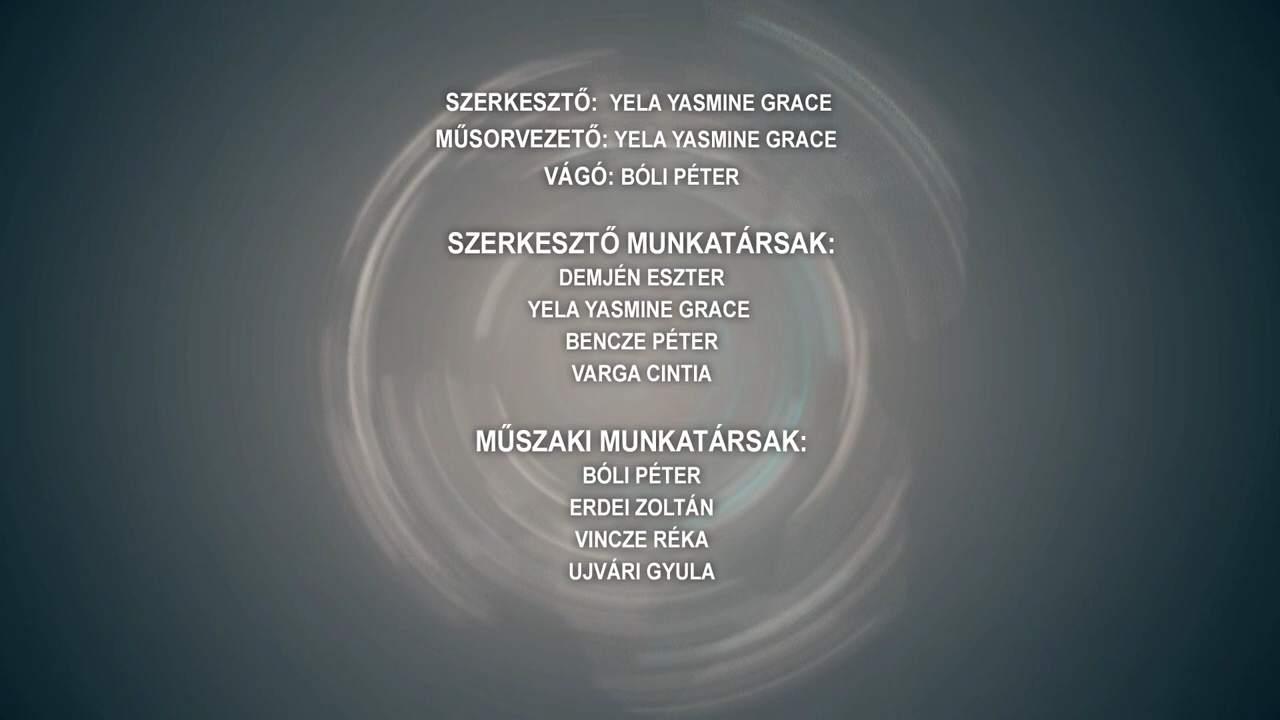 SZERKESZTŐ: YELA YASMINE GRACE
MŰSORVEZETŐ: YELA YASMINE GRACE
VÁGÓ: BÓLI PÉTER
SZERKESZTŐ MUNKATÁRSAK:
DEMJÉN ESZTER
YELA YASMINE GRACE
BENCZE PÉTER
VARGA CINTIA
MŰSZAKI MUNKATÁRSAK:
BÓLI PÉTER
ERDEI ZOLTÁN
VINCZE RÉKA
UJVÁRI GYULA